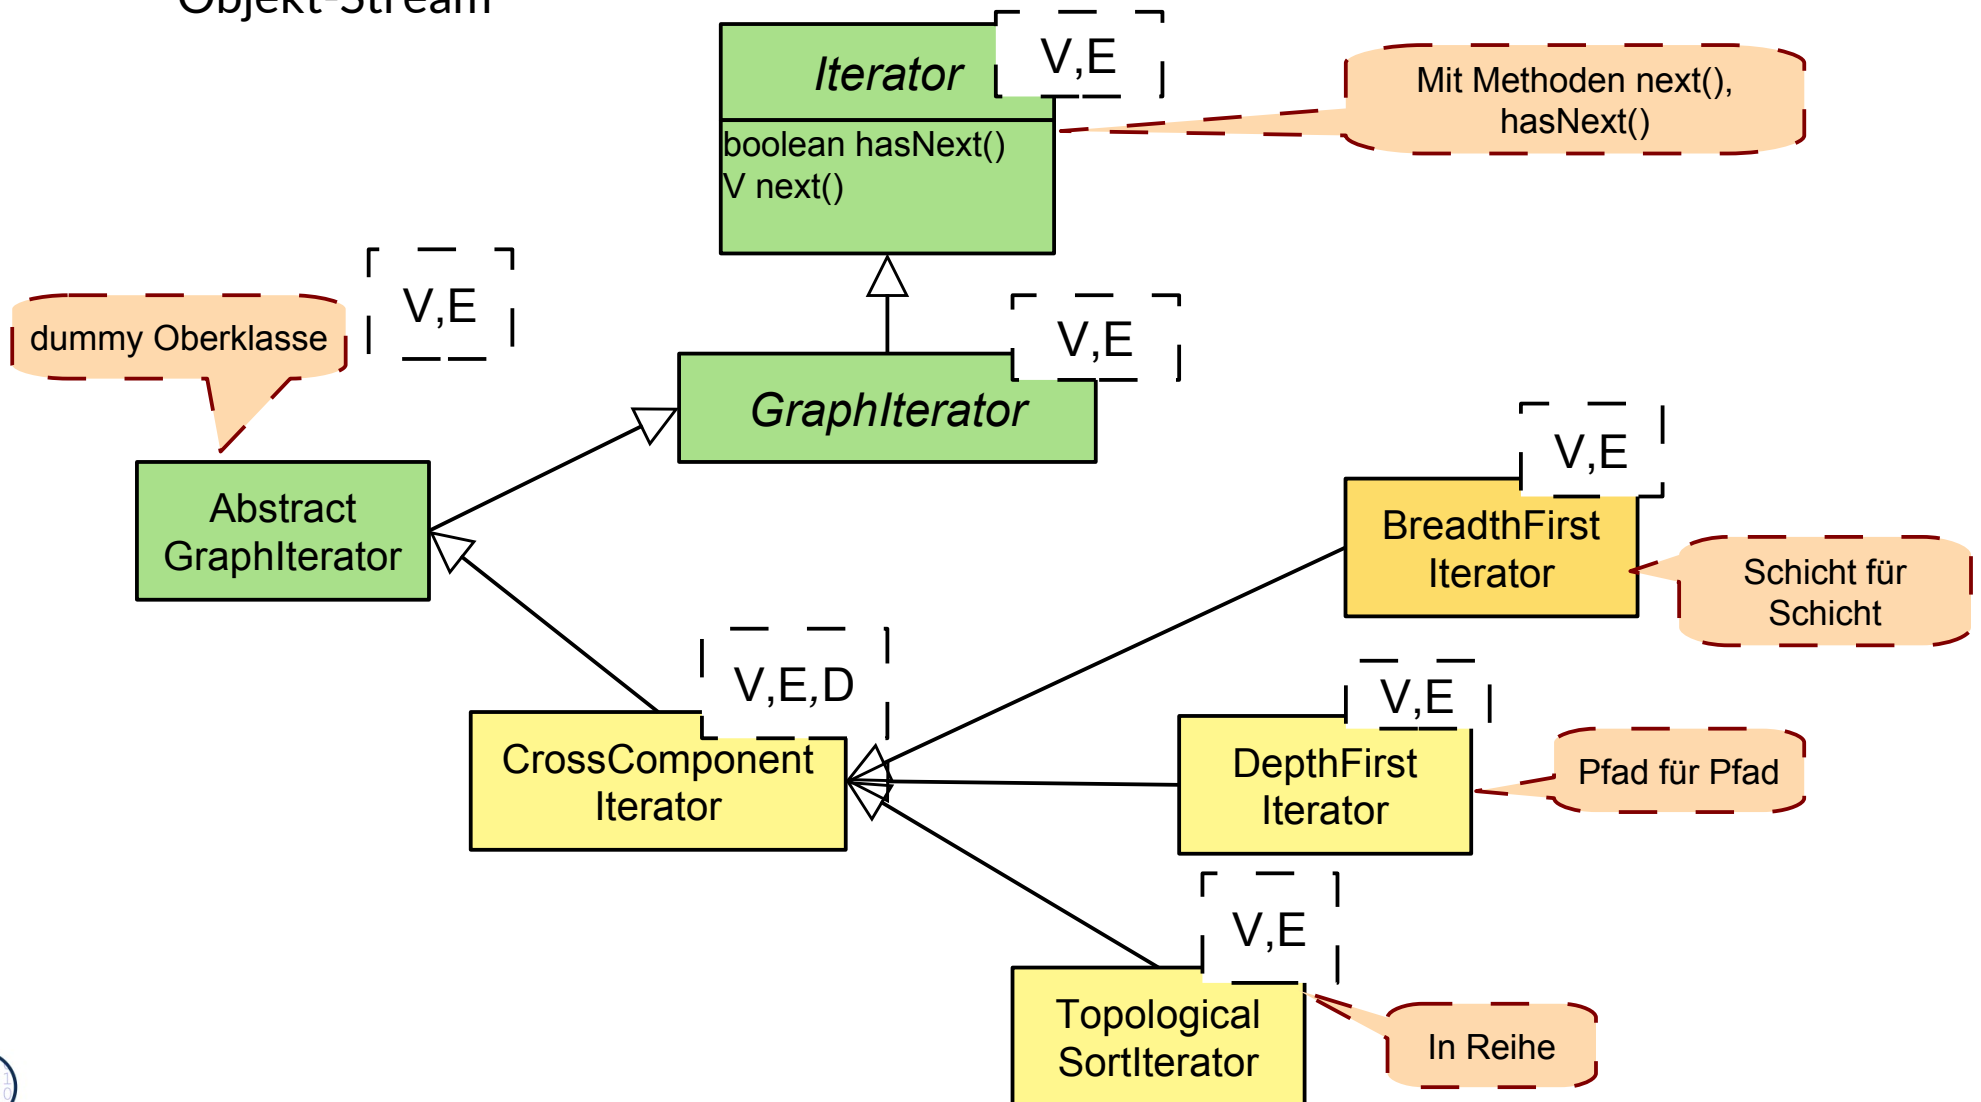 Objekt-Stream
Iterator
V,E
boolean hasNext()
V next()
Mit Methoden next(),
hasNext()
dummy Oberklasse
V,E
V,E
GraphIterator
Abstract
GraphIterator
V,E
BreadthFirst
Iterator
Schicht für
Schicht
V,E,D
CrossComponent
Iterator
V,E
DepthFirst
Iterator
Pfad für Pfad
V,E
Topological
SortIterator
In Reihe